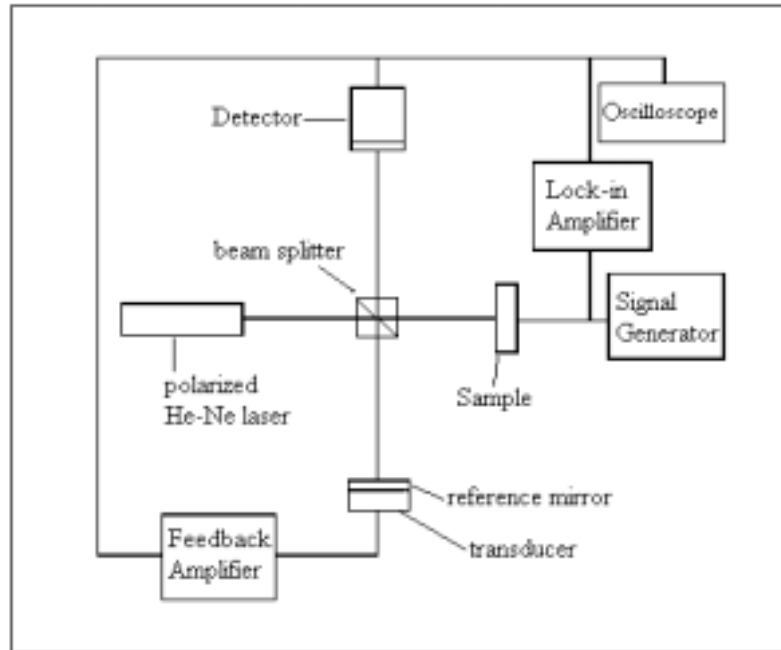 Detector
Oscilloscope
Lock-in
Amplifier
beam splitter
Signal
Generator
polarized
He-Ne laser
Sample
reference mirror
transducer
Feedback
Amplifier